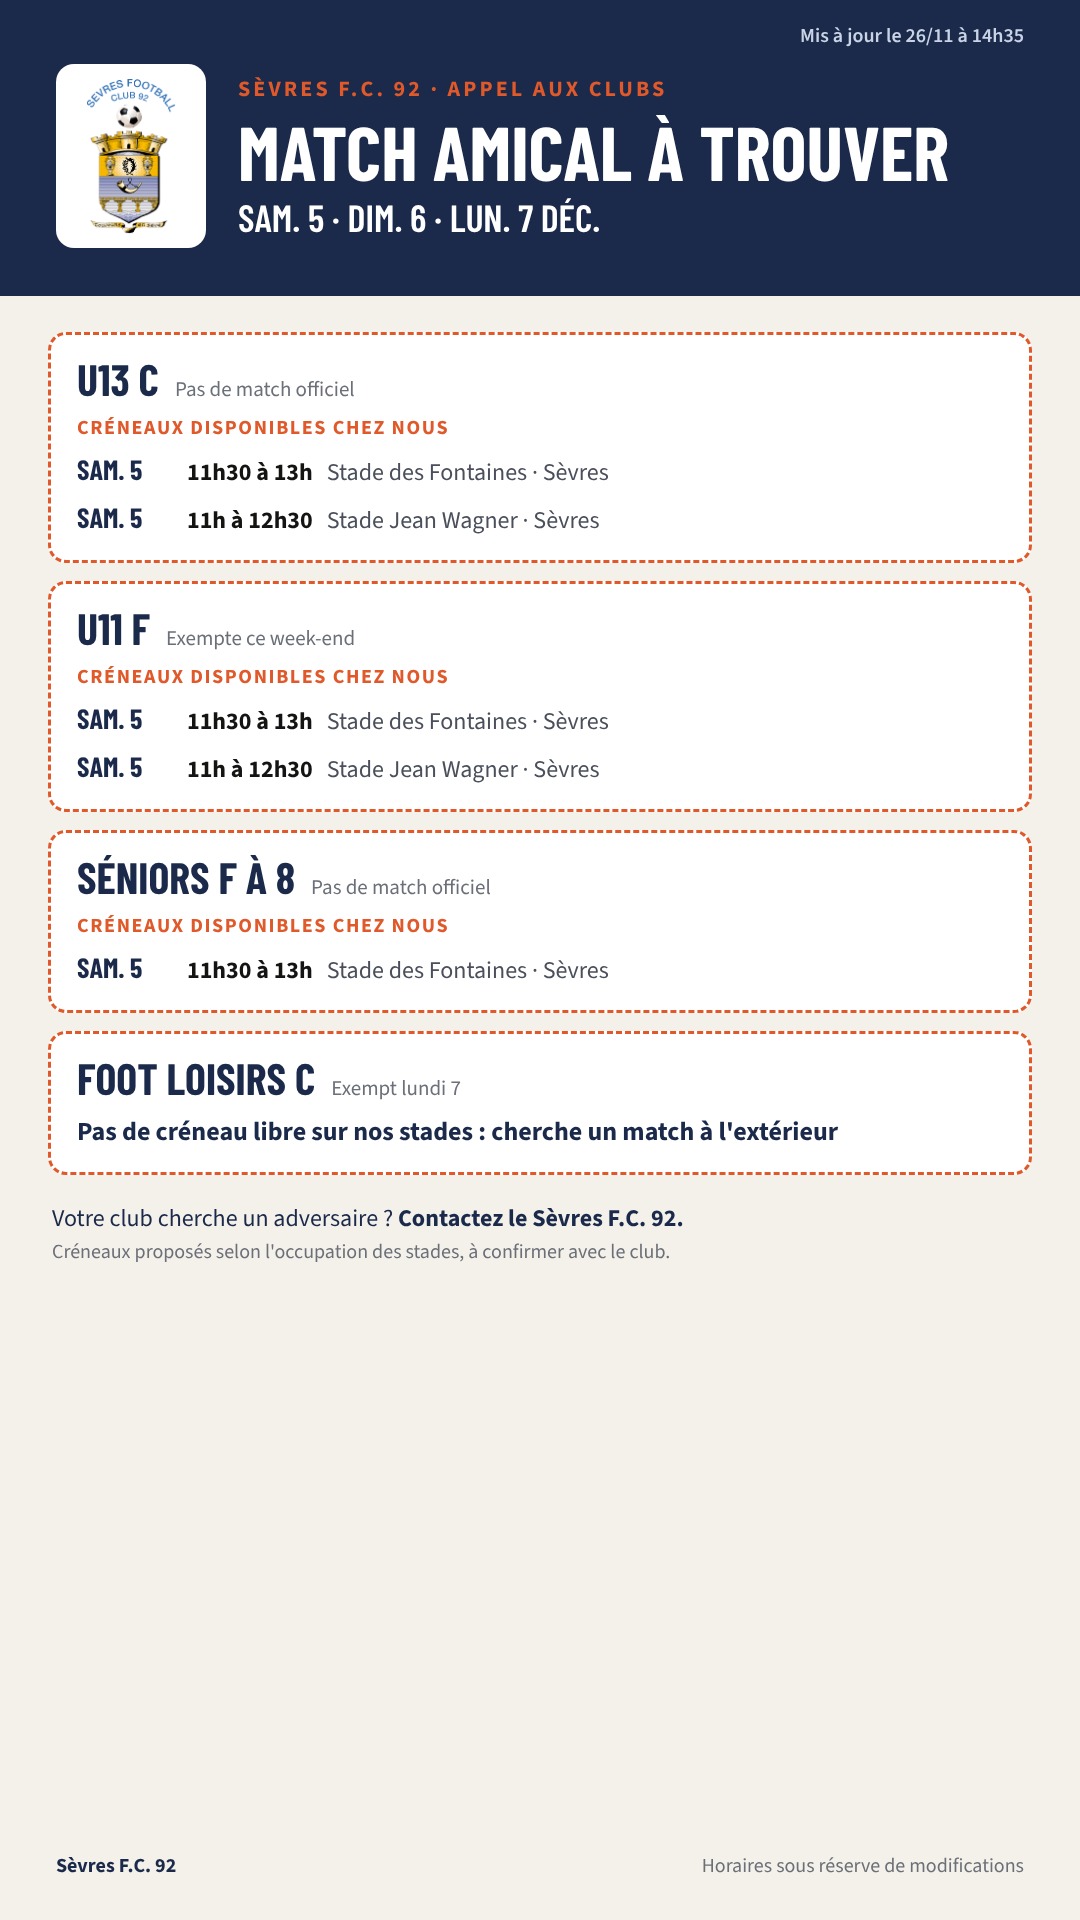 Mis à jour le 26/11 à 14h35
SEVRES FOOTBALL
CLUB 92
SÈVRES F.C. 92 · APPEL AUX CLUBS
MATCH AMICAL À TROUVER
SAM. 5 · DIM. 6 · LUN. 7 DÉC.
U13 C Pas de match officiel
CRÉNEAUX DISPONIBLES CHEZ NOUS
SAM. 5 11h30 à 13h Stade des Fontaines · Sèvres
SAM. 5 11h à 12h30 Stade Jean Wagner · Sèvres
U11 F Exempte ce week-end
CRÉNEAUX DISPONIBLES CHEZ NOUS
SAM. 5 11h30 à 13h Stade des Fontaines · Sèvres
SAM. 5 11h à 12h30 Stade Jean Wagner · Sèvres
SÉNIORS F À 8 Pas de match officiel
CRÉNEAUX DISPONIBLES CHEZ NOUS
SAM. 5 11h30 à 13h Stade des Fontaines · Sèvres
FOOT LOISIRS C Exempt lundi 7
Pas de créneau libre sur nos stades : cherche un match à l'extérieur
Votre club cherche un adversaire ? Contactez le Sèvres F.C. 92.
Créneaux proposés selon l'occupation des stades, à confirmer avec le club.
Sèvres F.C. 92
Horaires sous réserve de modifications